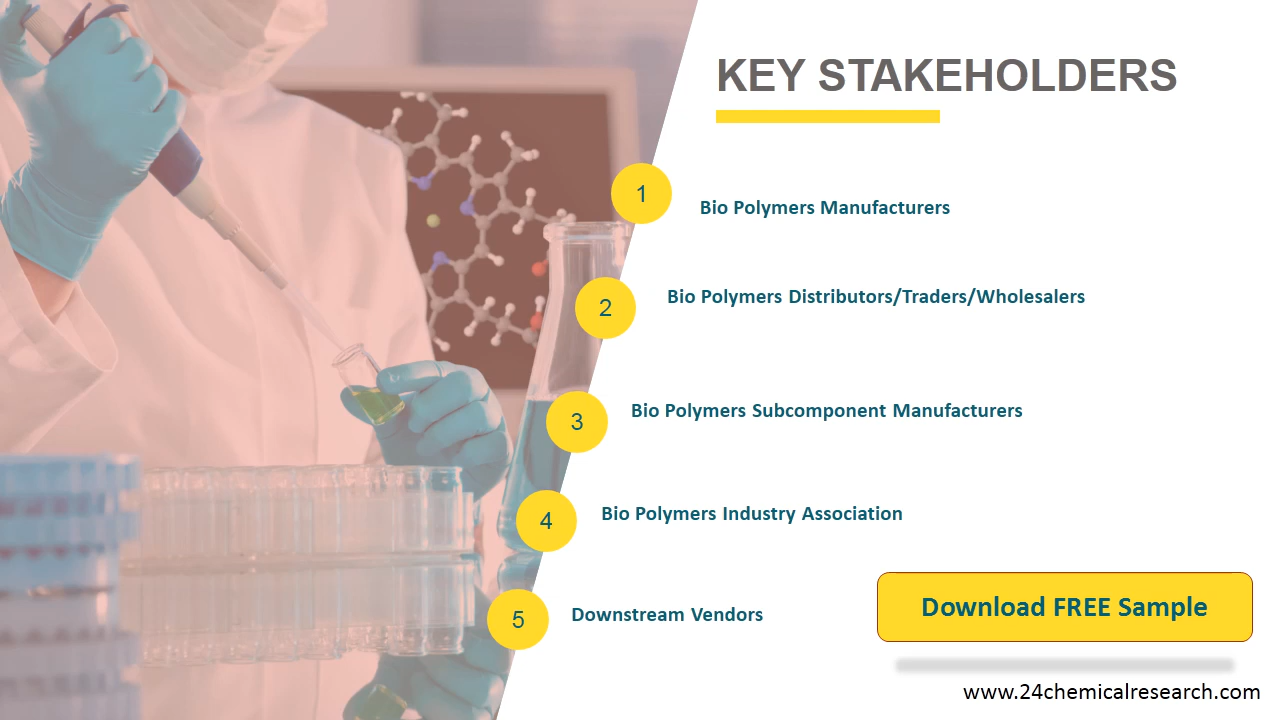 KEY STAKEHOLDERS
1
Bio Polymers Manufacturers
2
Bio Polymers Distributors/Traders/Wholesalers
3
Bio Polymers Subcomponent Manufacturers
4
Bio Polymers Industry Association
5
Downstream Vendors
Download FREE Sample
www.24chemicalresearch.com